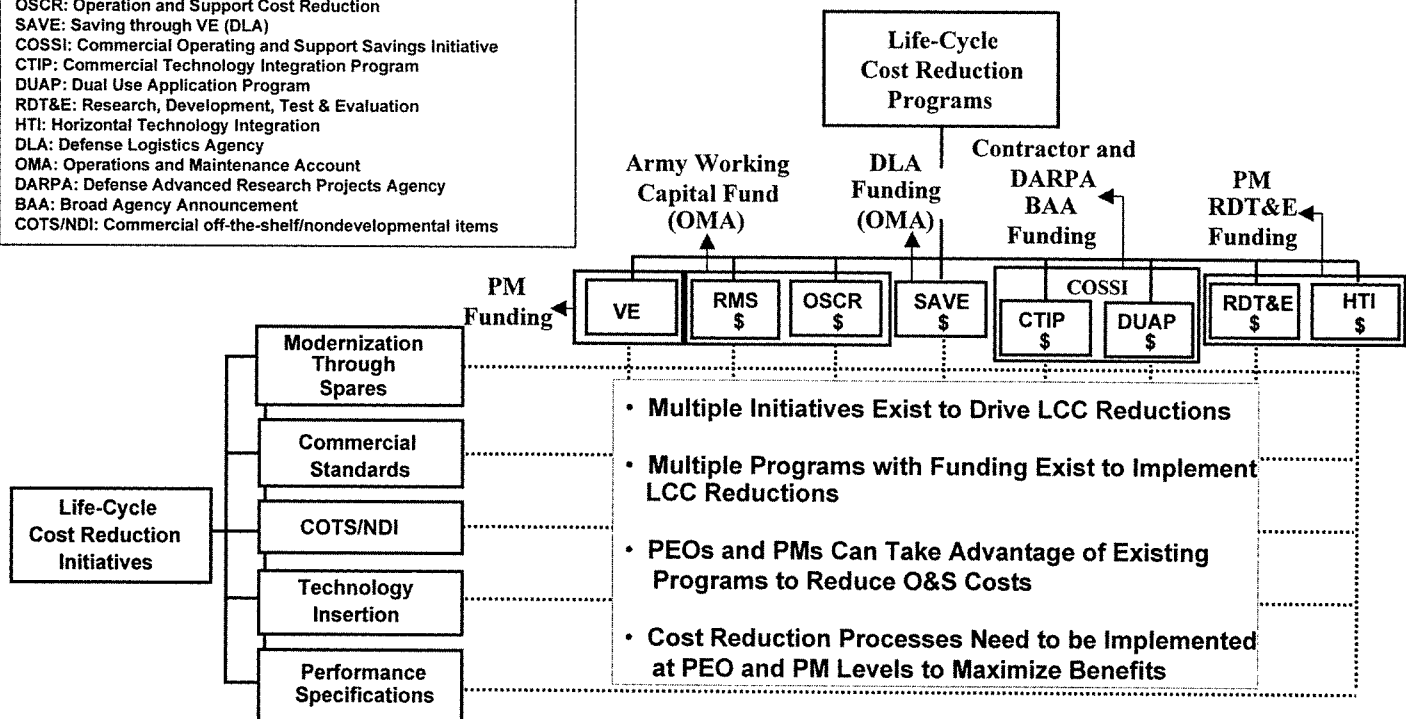 OSCR: Operation and Support Cost Reduction
SAVE: Saving through VE (DLA)
COSSI: Commercial Operating and Support Savings Initiative
CTIP: Commercial Technology Integration Program
DUAP: Dual Use Application Program
RDT&E: Research, Development, Test & Evaluation
HTI: Horizontal Technology Integration
DLA: Defense Logistics Agency
OMA: Operations and Maintenance Account
DARPA: Defense Advanced Research Projects Agency
BAA: Broad Agency Announcement
COTS/NDI: Commercial off-the-shelf/nondevelopmental items
Life-Cycle
Cost Reduction
Programs
Army Working
Capital Fund
(OMA)
DLA
Funding
(OMA)
Contractor and
DARPA
BAA
Funding
PM
RDT&E
Funding
PM
Funding
VE
RMS
$
OSCR
$
SAVE
$
COSSI
CTIP
$
DUAP
$
RDT&E
$
HTI
$
Life-Cycle
Cost Reduction
Initiatives
Modernization
Through
Spares
Commercial
Standards
COTS/NDI
Technology
Insertion
Performance
Specifications
• Multiple Initiatives Exist to Drive LCC Reductions
• Multiple Programs with Funding Exist to Implement
LCC Reductions
• PEOs and PMs Can Take Advantage of Existing
Programs to Reduce O&S Costs
• Cost Reduction Processes Need to be Implemented
at PEO and PM Levels to Maximize Benefits